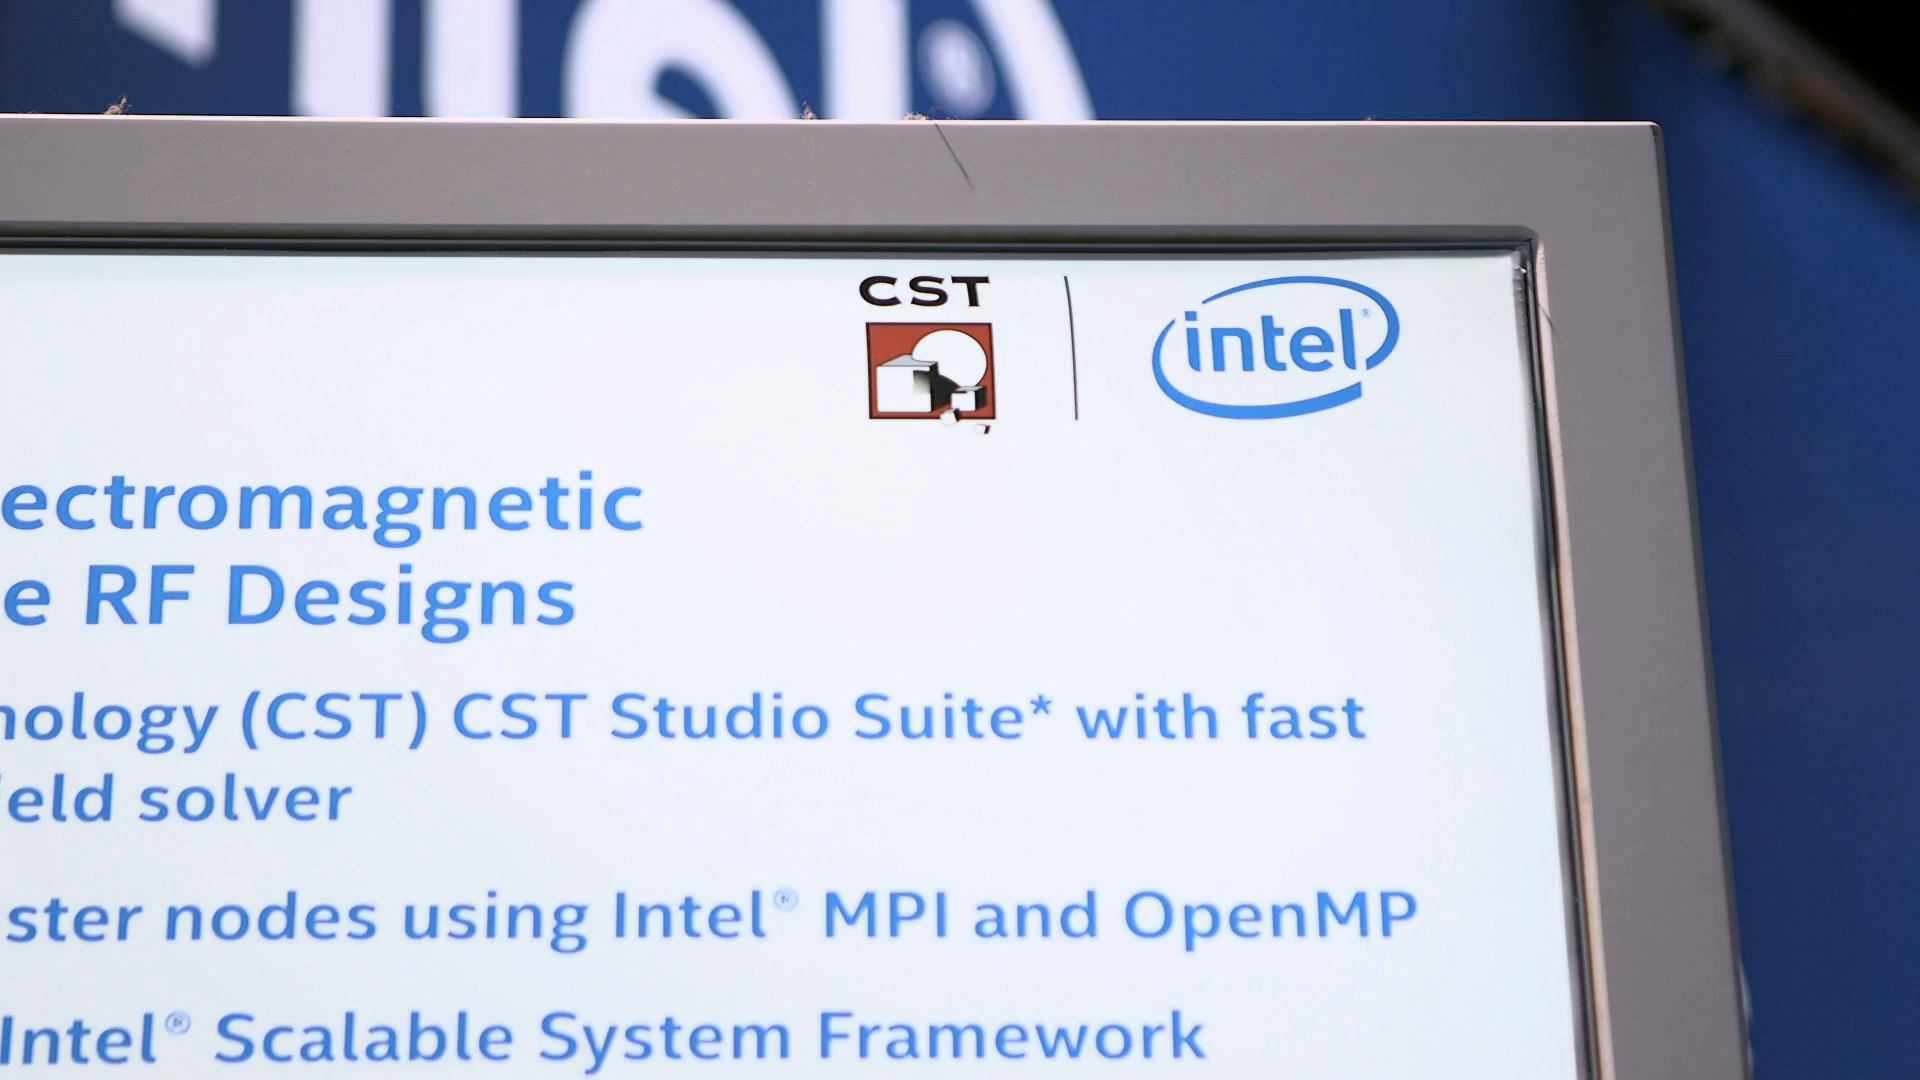 CST
intel®
ectromagnetic
e RF Designs
nology (CST) CST Studio Suite* with fast
ield solver
ster nodes using Intel® MPI and OpenMP
Intel® Scalable System Framework